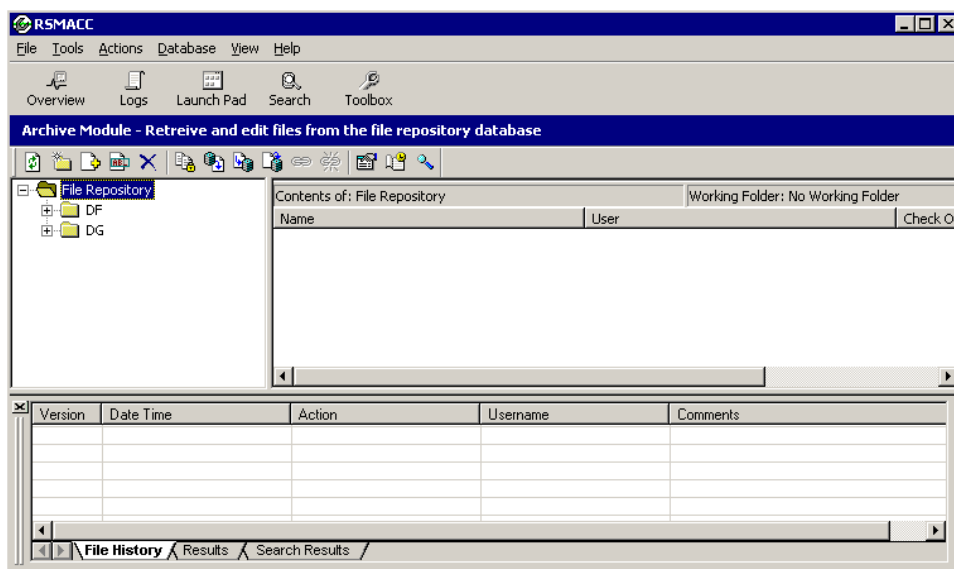 RSMACC
File Tools Actions Database View Help
Overview Logs Launch Pad Search Toolbox
Archive Module - Retreive and edit files from the file repository database
File Repository
DF
DG
Contents of: File Repository Working Folder: No Working Folder
Name User Check O
Version Date Time Action Username Comments
File History Results Search Results